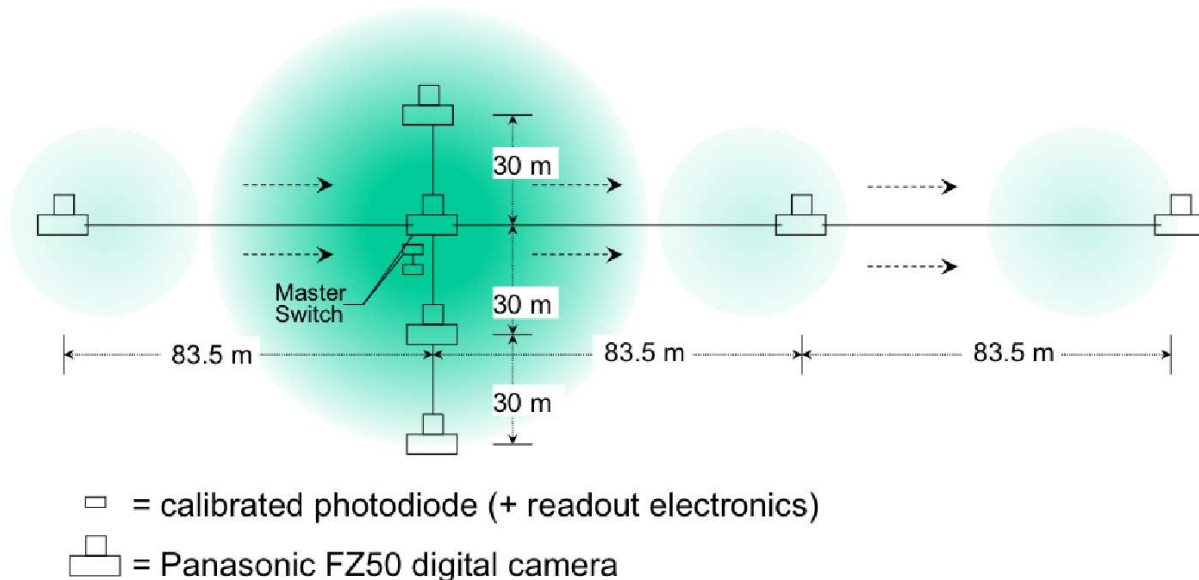 30 m
Master
Switch
30 m
83.5 m
83.5 m
83.5 m
30 m
= calibrated photodiode (+ readout electronics)
= Panasonic FZ50 digital camera